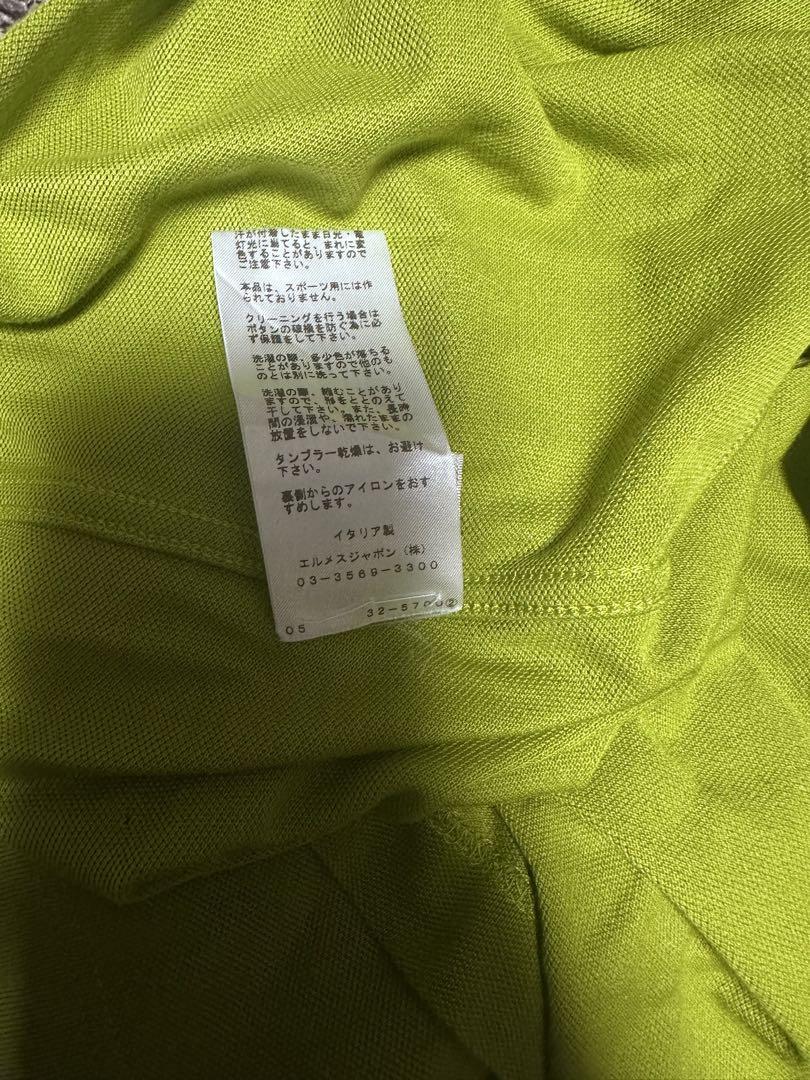 汗が付着したまま日光・電
灯光に当てると、まれに変
色することがありますので
ご注意下さい。
本品は、スポーツ用には作
られておりません。
クリーニングを行う場合は
ボタンの破損を防ぐ為に必
ず保護をして下さい。
洗濯の際、多少色が落ちる
ことがありますので他のも
のとは別に洗って下さい。
洗濯の際、縮むことがあり
ますので、形をととのえて
干して下さい。また、長時
間の浸漬や、濡れたままの
放置をしないで下さい。
タンブラー乾燥は、お避け
下さい。
裏側からのアイロンをおす
すめします。
イタリア製
エルメスジャポン（株）
03-3569-3300
05